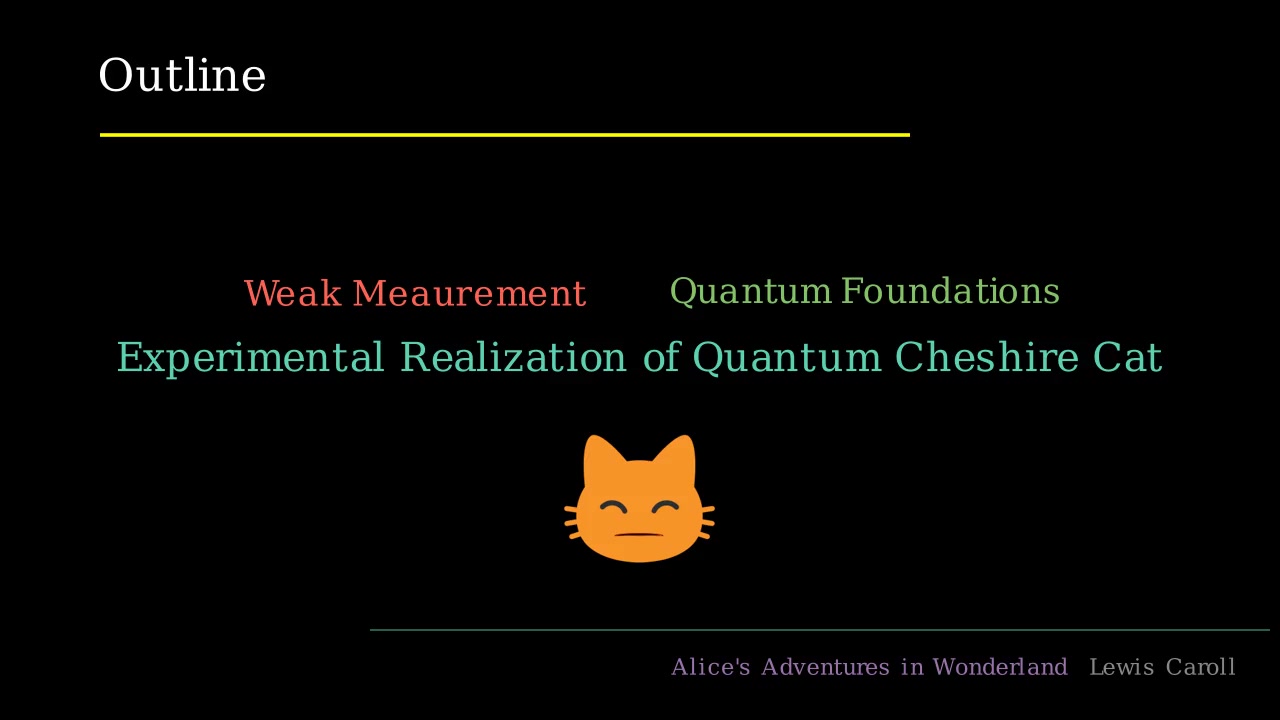 Outline
Weak Meaurement Quantum Foundations
Experimental Realization of Quantum Cheshire Cat
Alice's Adventures in Wonderland Lewis Caroll